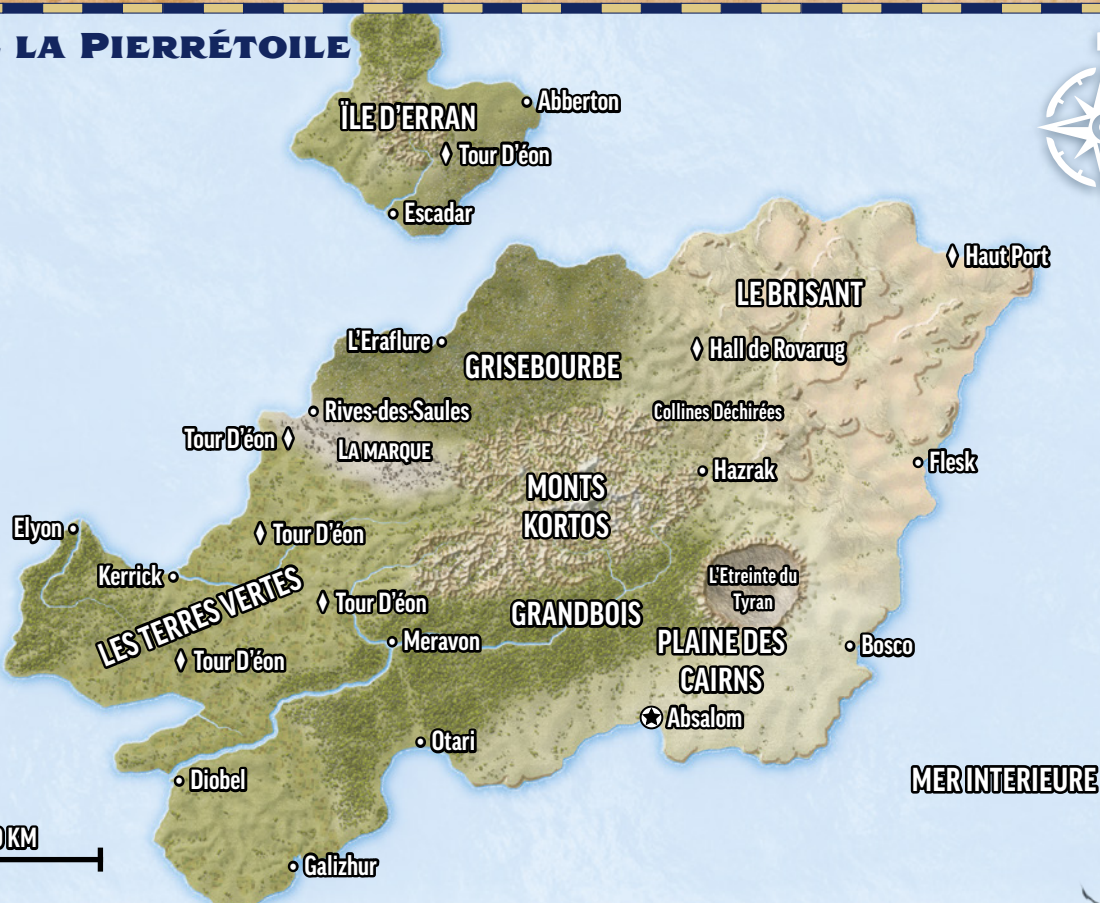 LA PIERRÉTOILE
ÎLE D'ERRAN
Abberton
Tour D'éon
Escadar
Haut Port
LE BRISANT
L'Eraflure
Hall de Rovarug
GRISEBOURBE
Rives-des-Saules
Collines Déchirées
Tour D'éon
LA MARQUE
Flesk
Hazrak
MONTS
KORTOS
Elyon
Tour D'éon
Kerrick
L'Etreinte du
Tyran
LES TERRES VERTES
Tour D'éon
GRANDBOIS
Meravon
PLAINE DES
CAIRNS
Bosco
Tour D'éon
Absalom
Otari
Diobel
MER INTERIEURE
KM
Galizhur